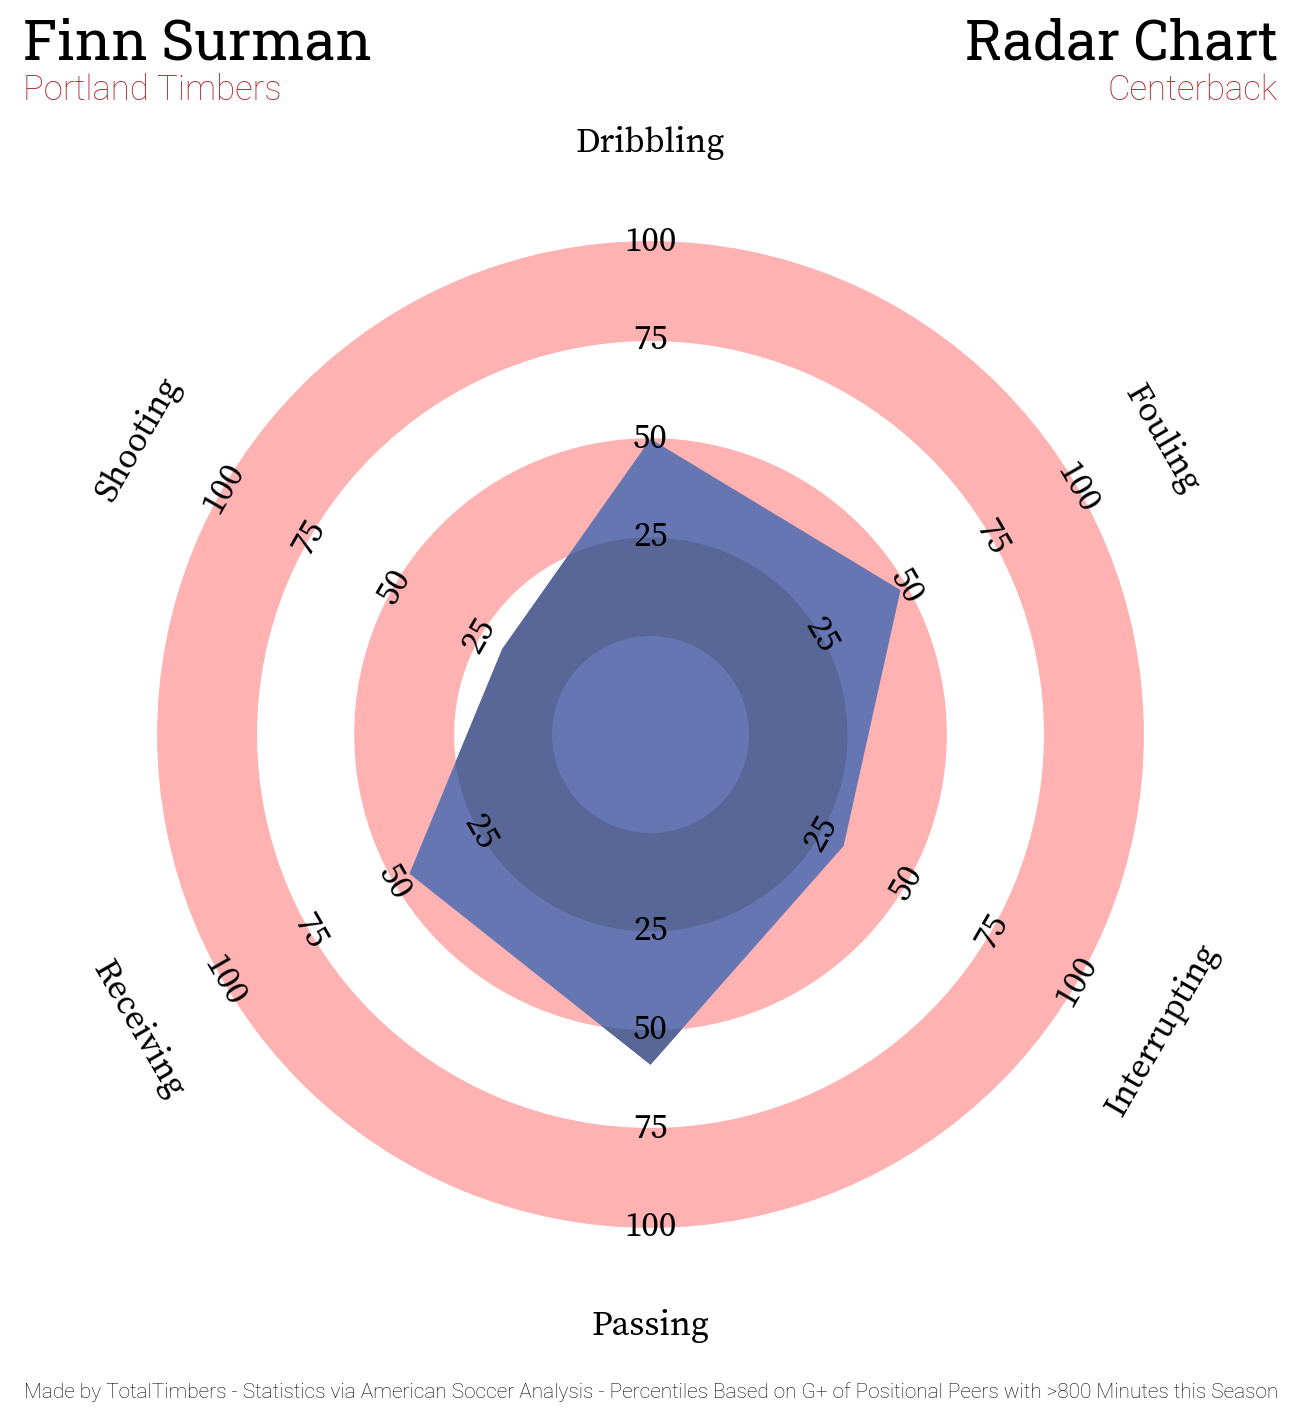 Finn Surman
Radar Chart
Portland Timbers
Centerback
Dribbling
100
75
50
25
Fouling
100
75
50
25
Interrupting
25
50
75
100
Passing
25
50
75
100
Receiving
25
50
75
100
Shooting
100
75
50
25
Made by TotalTimbers - Statistics via American Soccer Analysis - Percentiles Based on G+ of Positional Peers with >800 Minutes this Season